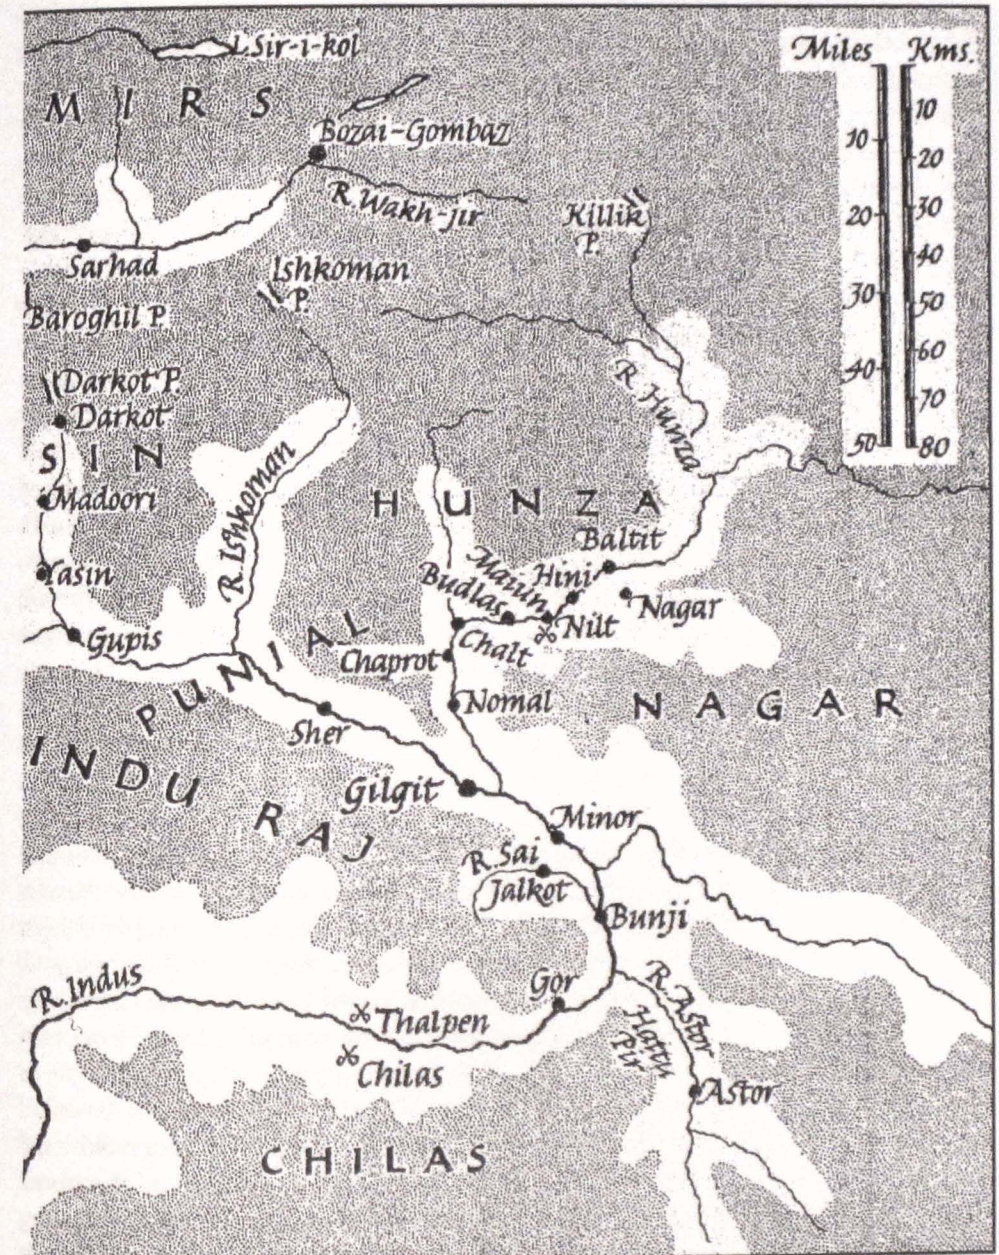 L. Sir-i-kol
Miles Kms.
MIRS
10
10
Bozai-Gombaz
20
R. Wakh-jir
Killik
P.
20
30
Sarhad
40
Ishkoman
P.
30
50
Baroghil P.
60
Darkot P.
40
R. Hunza
70
Darkot
50
80
SIN
R. Ishkoman
Madoori
HUNZA
Baltit
Maiun
Hini
Yasin
Budlas
Nagar
Nilt
Gupis
Chalt
PUNIAL
Chaprot
Nomal
NAGAR
Sher
INDU RAJ
Gilgit
Minor
R. Sai
Jalkot
Bunji
R. Indus
Gor
R. Astor
Thalpen
Hattu
Pir
Chilas
Astor
CHILAS